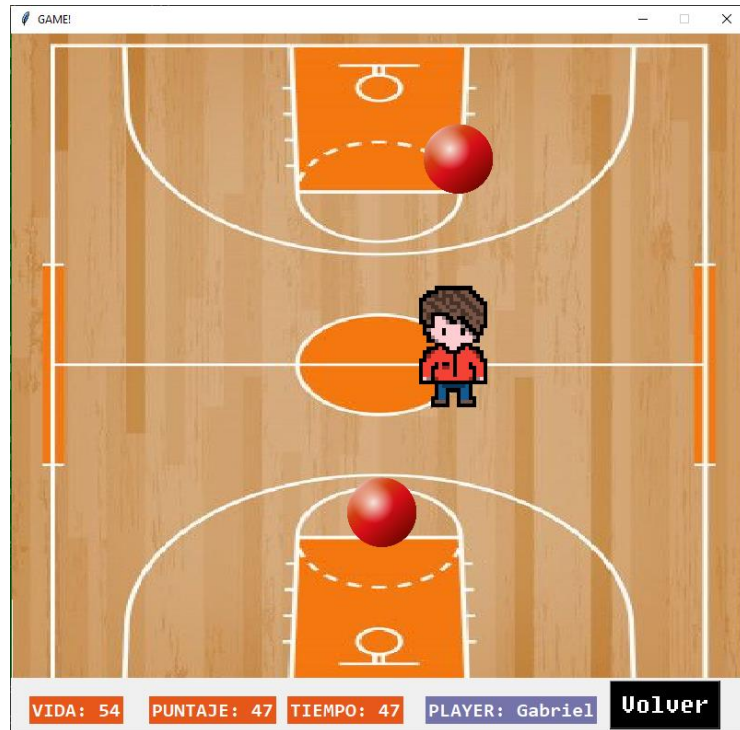 GAME!
VIDA: 54
PUNTAJE: 47
TIEMPO: 47
PLAYER: Gabriel
Volver